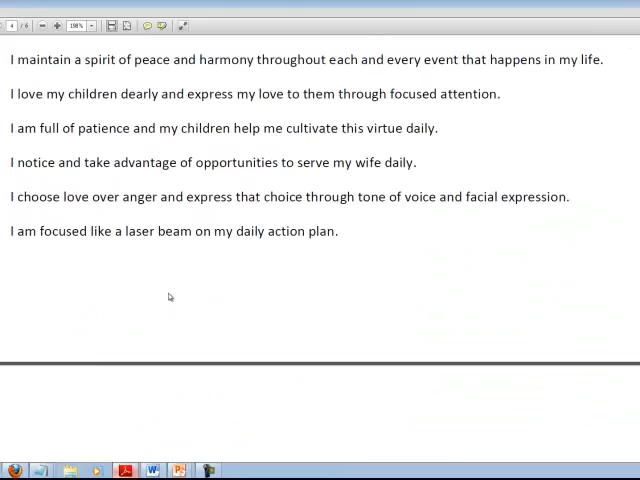 4 / 6 198%
I maintain a spirit of peace and harmony throughout each and every event that happens in my life.
I love my children dearly and express my love to them through focused attention.
I am full of patience and my children help me cultivate this virtue daily.
I notice and take advantage of opportunities to serve my wife daily.
I choose love over anger and express that choice through tone of voice and facial expression.
I am focused like a laser beam on my daily action plan.